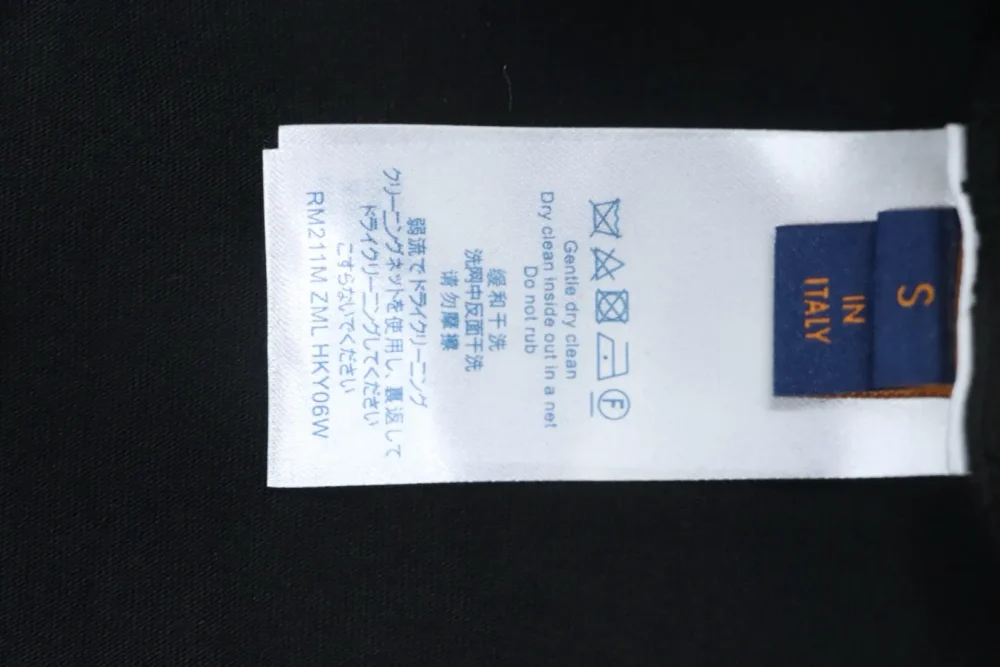 S
IN
ITALY
F
Gentle dry clean
Dry clean inside out in a net
Do not rub
缓和干洗
洗网中反面干洗
请勿摩擦
弱流でドライクリーニング
クリーニングネットを使用し、裏返して
ドライクリーニングしてください
こすらないでください
RM211M ZML HKY06W